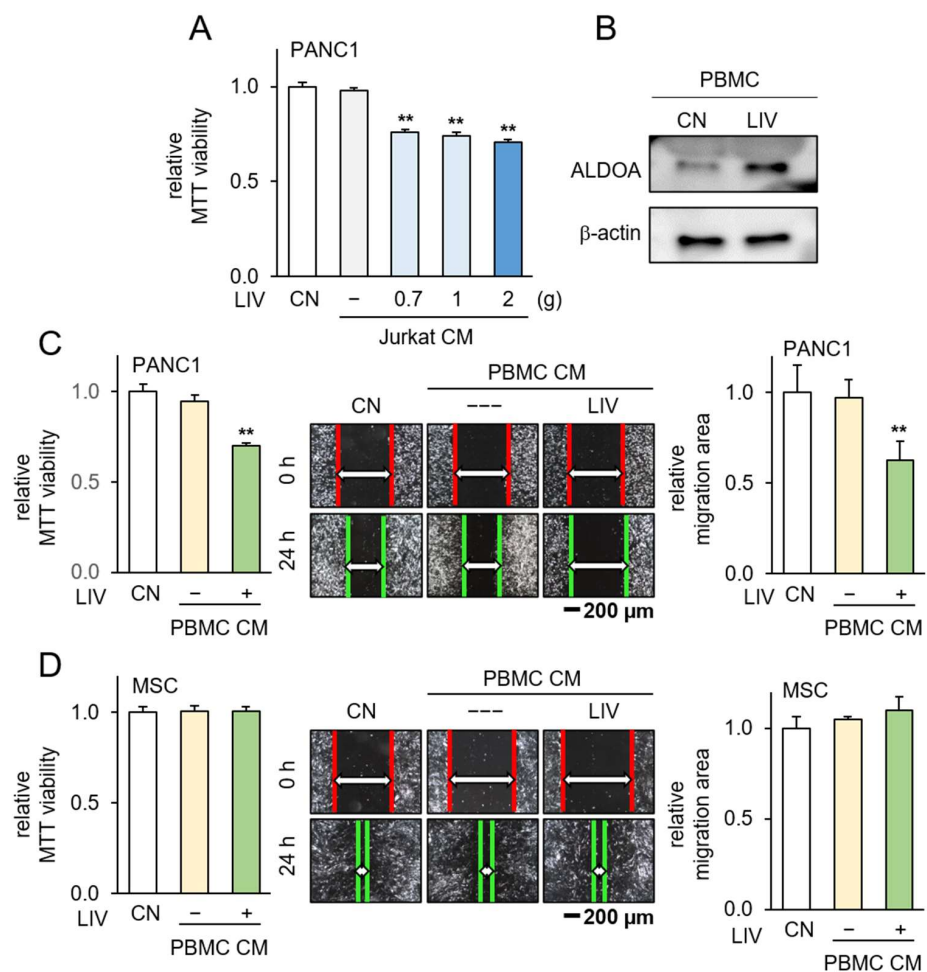 A
PANC1
relative
MTT viability
1.0
0.5
0.0
LIV CN − 0.7 1 2 (g)
Jurkat CM
B
PBMC
CN LIV
ALDOA
β-actin
C
PANC1
relative
MTT viability
1.0
0.5
0.0
LIV CN − +
PBMC CM
PBMC CM
CN −−− LIV
0 h
24 h
200 µm
PANC1
relative
migration area
1.0
0.5
0.0
LIV CN − +
PBMC CM
D
MSC
relative
MTT viability
1.0
0.5
0.0
LIV CN − +
PBMC CM
PBMC CM
CN −−− LIV
0 h
24 h
200 µm
MSC
relative
migration area
1.0
0.5
0.0
LIV CN − +
PBMC CM